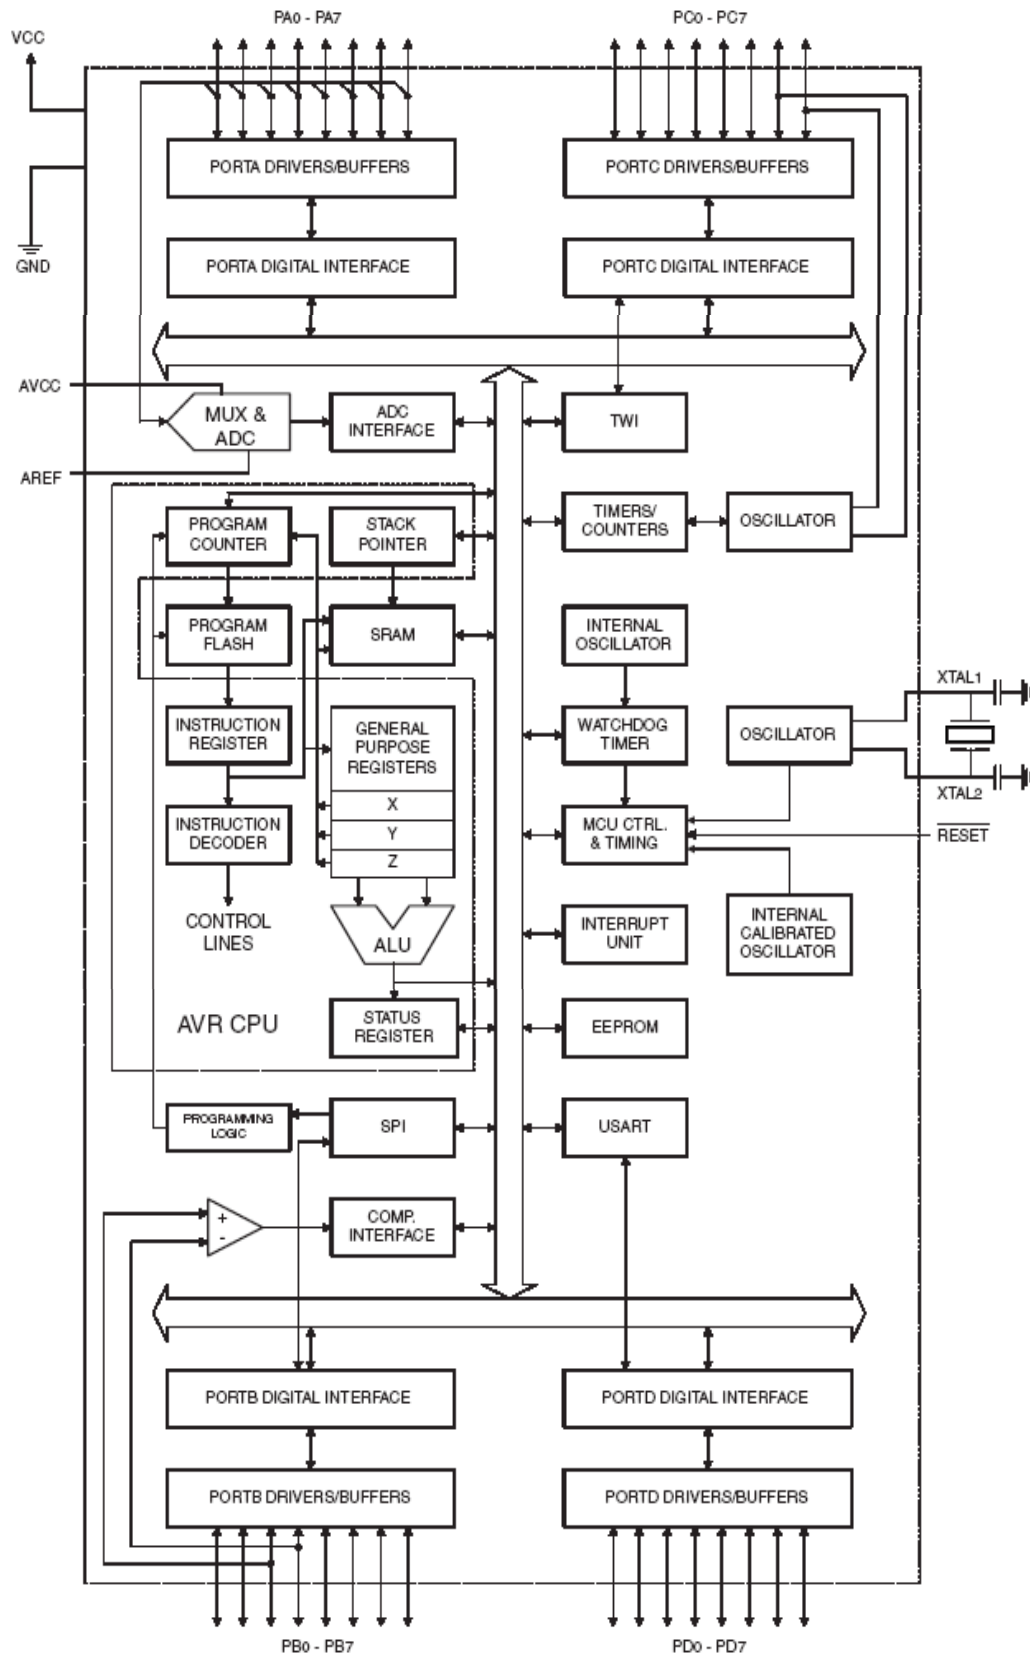 PA0 - PA7
PC0 - PC7
VCC
PORTA DRIVERS/BUFFERS
PORTC DRIVERS/BUFFERS
GND
PORTA DIGITAL INTERFACE
PORTC DIGITAL INTERFACE
AVCC
MUX &
ADC
ADC
INTERFACE
TWI
AREF
PROGRAM
COUNTER
STACK
POINTER
TIMERS/
COUNTERS
OSCILLATOR
PROGRAM
FLASH
SRAM
INTERNAL
OSCILLATOR
XTAL1
INSTRUCTION
REGISTER
GENERAL
PURPOSE
REGISTERS
WATCHDOG
TIMER
OSCILLATOR
XTAL2
X
INSTRUCTION
DECODER
Y
Z
MCU CTRL.
& TIMING
RESET
CONTROL
LINES
ALU
INTERRUPT
UNIT
INTERNAL
CALIBRATED
OSCILLATOR
AVR CPU
STATUS
REGISTER
EEPROM
PROGRAMMING
LOGIC
SPI
USART
+
-
COMP.
INTERFACE
PORTB DIGITAL INTERFACE
PORTD DIGITAL INTERFACE
PORTB DRIVERS/BUFFERS
PORTD DRIVERS/BUFFERS
PB0 - PB7
PD0 - PD7